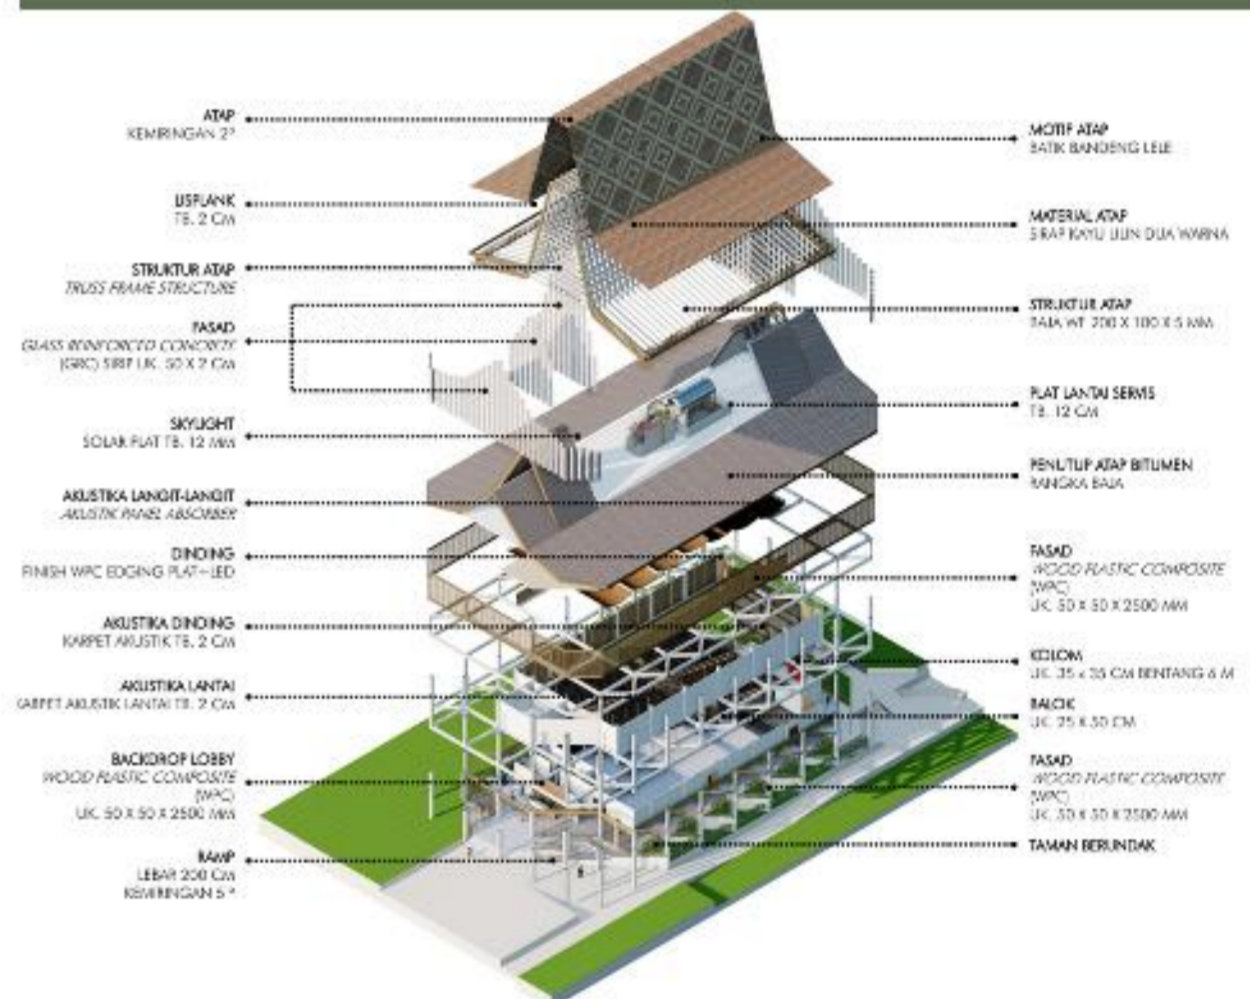 ATAP
KEMIRINGAN 2°
LISPLANK
TB. 2 CM
STRUKTUR ATAP
TRUSS FRAME STRUCTURE
FASAD
GLASS REINFORCED CONCRETE
(GRC) SIRIP UK. 50 X 2 CM
SKYLIGHT
SOLAR FLAT TB. 12 MM
AKUSTIKA LANGIT-LANGIT
AKUSTIK PANEL ABSORBER
DINDING
FINISH WPC EDGING PLAT+LED
AKUSTIKA DINDING
KARPET AKUSTIK TB. 2 CM
AKUSTIKA LANTAI
KARPET AKUSTIK LANTAI TB. 2 CM
BACKDROP LOBBY
WOOD PLASTIC COMPOSITE
(WPC)
UK. 50 X 50 X 2500 MM
RAMP
LEBAR 200 CM
KEMIRINGAN 5 °
MOTIF ATAP
BATIK BANDENG LELE
MATERIAL ATAP
SIRAP KAYU ULIN DUA WARNA
STRUKTUR ATAP
BAJA WF 200 X 100 X 5 MM
PLAT LANTAI SERVIS
TB. 12 CM
PENUTUP ATAP BITUMEN
RANGKA BAJA
FASAD
WOOD PLASTIC COMPOSITE
(WPC)
UK. 50 X 50 X 2500 MM
KOLOM
UK. 35 x 35 CM BENTANG 6 M
BALOK
UK. 25 X 50 CM
FASAD
WOOD PLASTIC COMPOSITE
(WPC)
UK. 50 X 50 X 2500 MM
TAMAN BERUNDAK